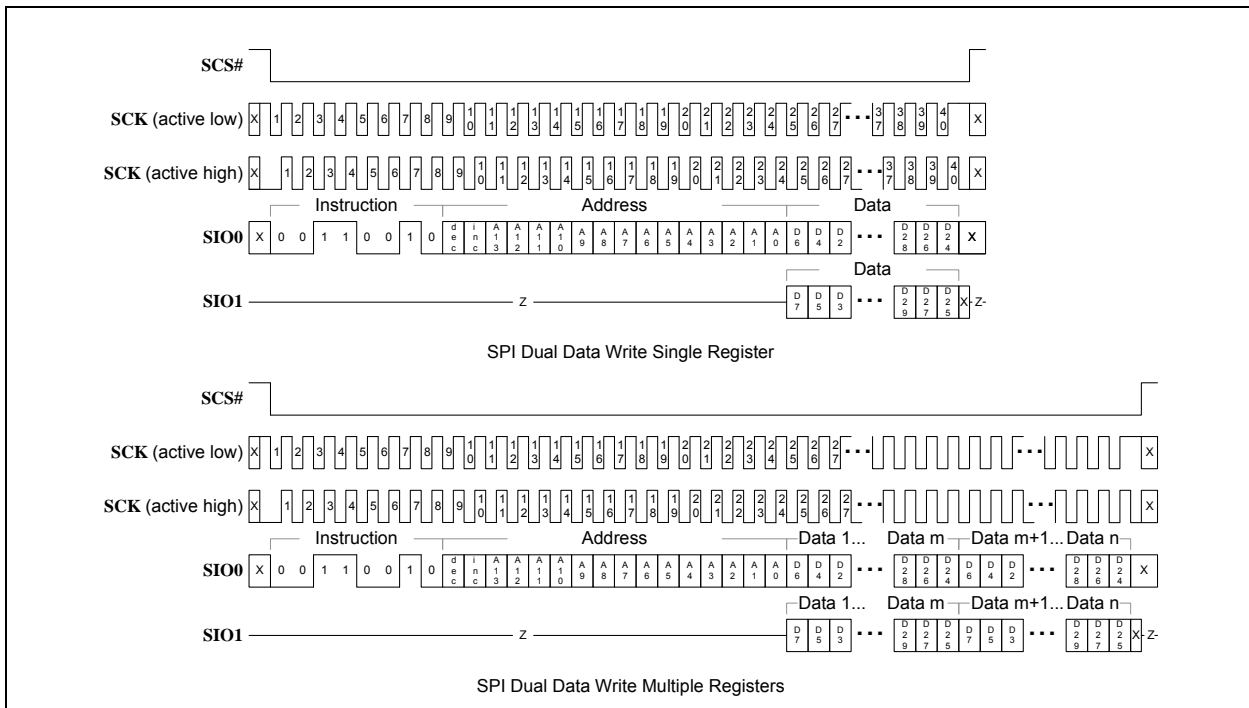 SCS#
SCK (active low) X 1 2 3 4 5 6 7 8 9 10 11 12 13 14 15 16 17 18 19 20 21 22 23 24 25 26 27 ... 37 38 39 40 X
SCK (active high) X 1 2 3 4 5 6 7 8 9 10 11 12 13 14 15 16 17 18 19 20 21 22 23 24 25 26 27 ... 37 38 39 40 X
Instruction Address Data
SIO0 X 0 0 1 1 0 0 1 0 dec inc A13 A12 A11 A10 A9 A8 A7 A6 A5 A4 A3 A2 A1 A0 D6 D4 D2 ... D28 D26 D24 X
Data
SIO1 Z D7 D5 D3 ... D29 D27 D25 X Z
SPI Dual Data Write Single Register
SCS#
SCK (active low) X 1 2 3 4 5 6 7 8 9 10 11 12 13 14 15 16 17 18 19 20 21 22 23 24 25 26 27 ... ... X
SCK (active high) X 1 2 3 4 5 6 7 8 9 10 11 12 13 14 15 16 17 18 19 20 21 22 23 24 25 26 27 ... ... X
Instruction Address Data 1... Data m Data m+1... Data n
SIO0 X 0 0 1 1 0 0 1 0 dec inc A13 A12 A11 A10 A9 A8 A7 A6 A5 A4 A3 A2 A1 A0 D6 D4 D2 ... D28 D26 D24 D6 D4 D2 ... D28 D26 D24 X
Data 1... Data m Data m+1... Data n
SIO1 Z D7 D5 D3 ... D29 D27 D25 D7 D5 D3 ... D29 D27 D25 X Z
SPI Dual Data Write Multiple Registers